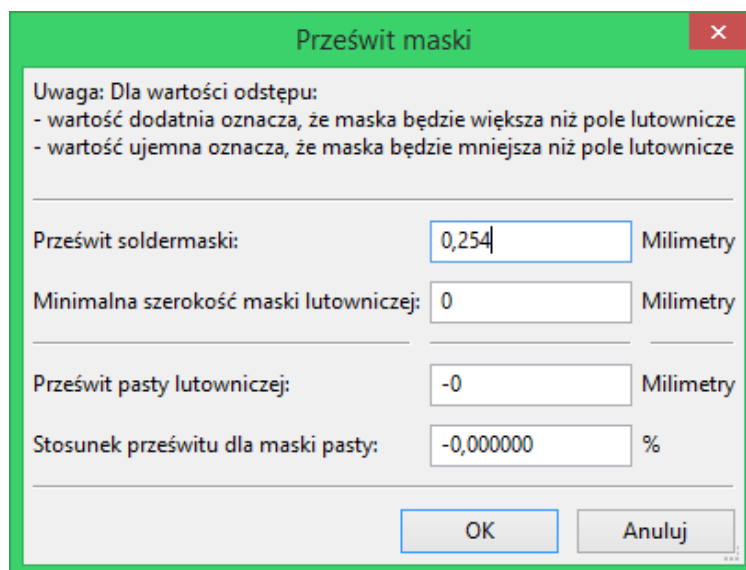 Prześwit maski
Uwaga: Dla wartości odstępu:
- wartość dodatnia oznacza, że maska będzie większa niż pole lutownicze
- wartość ujemna oznacza, że maska będzie mniejsza niż pole lutownicze
Prześwit soldermaski: 0,254 Milimetry
Minimalna szerokość maski lutowniczej: 0 Milimetry
Prześwit pasty lutowniczej: -0 Milimetry
Stosunek prześwitu dla maski pasty: -0,000000 %
OK Anuluj